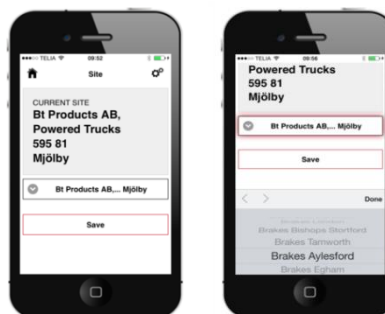 TELIA 09:52
Site
CURRENT SITE
Bt Products AB,
Powered Trucks
595 81
Mjölby
Bt Products AB,... Mjölby
Save
TELIA 09:56
Powered Trucks
595 81
Mjölby
Bt Products AB,... Mjölby
Save
Done
Brakes Bishops Stortford
Brakes Tamworth
Brakes Aylesford
Brakes Egham